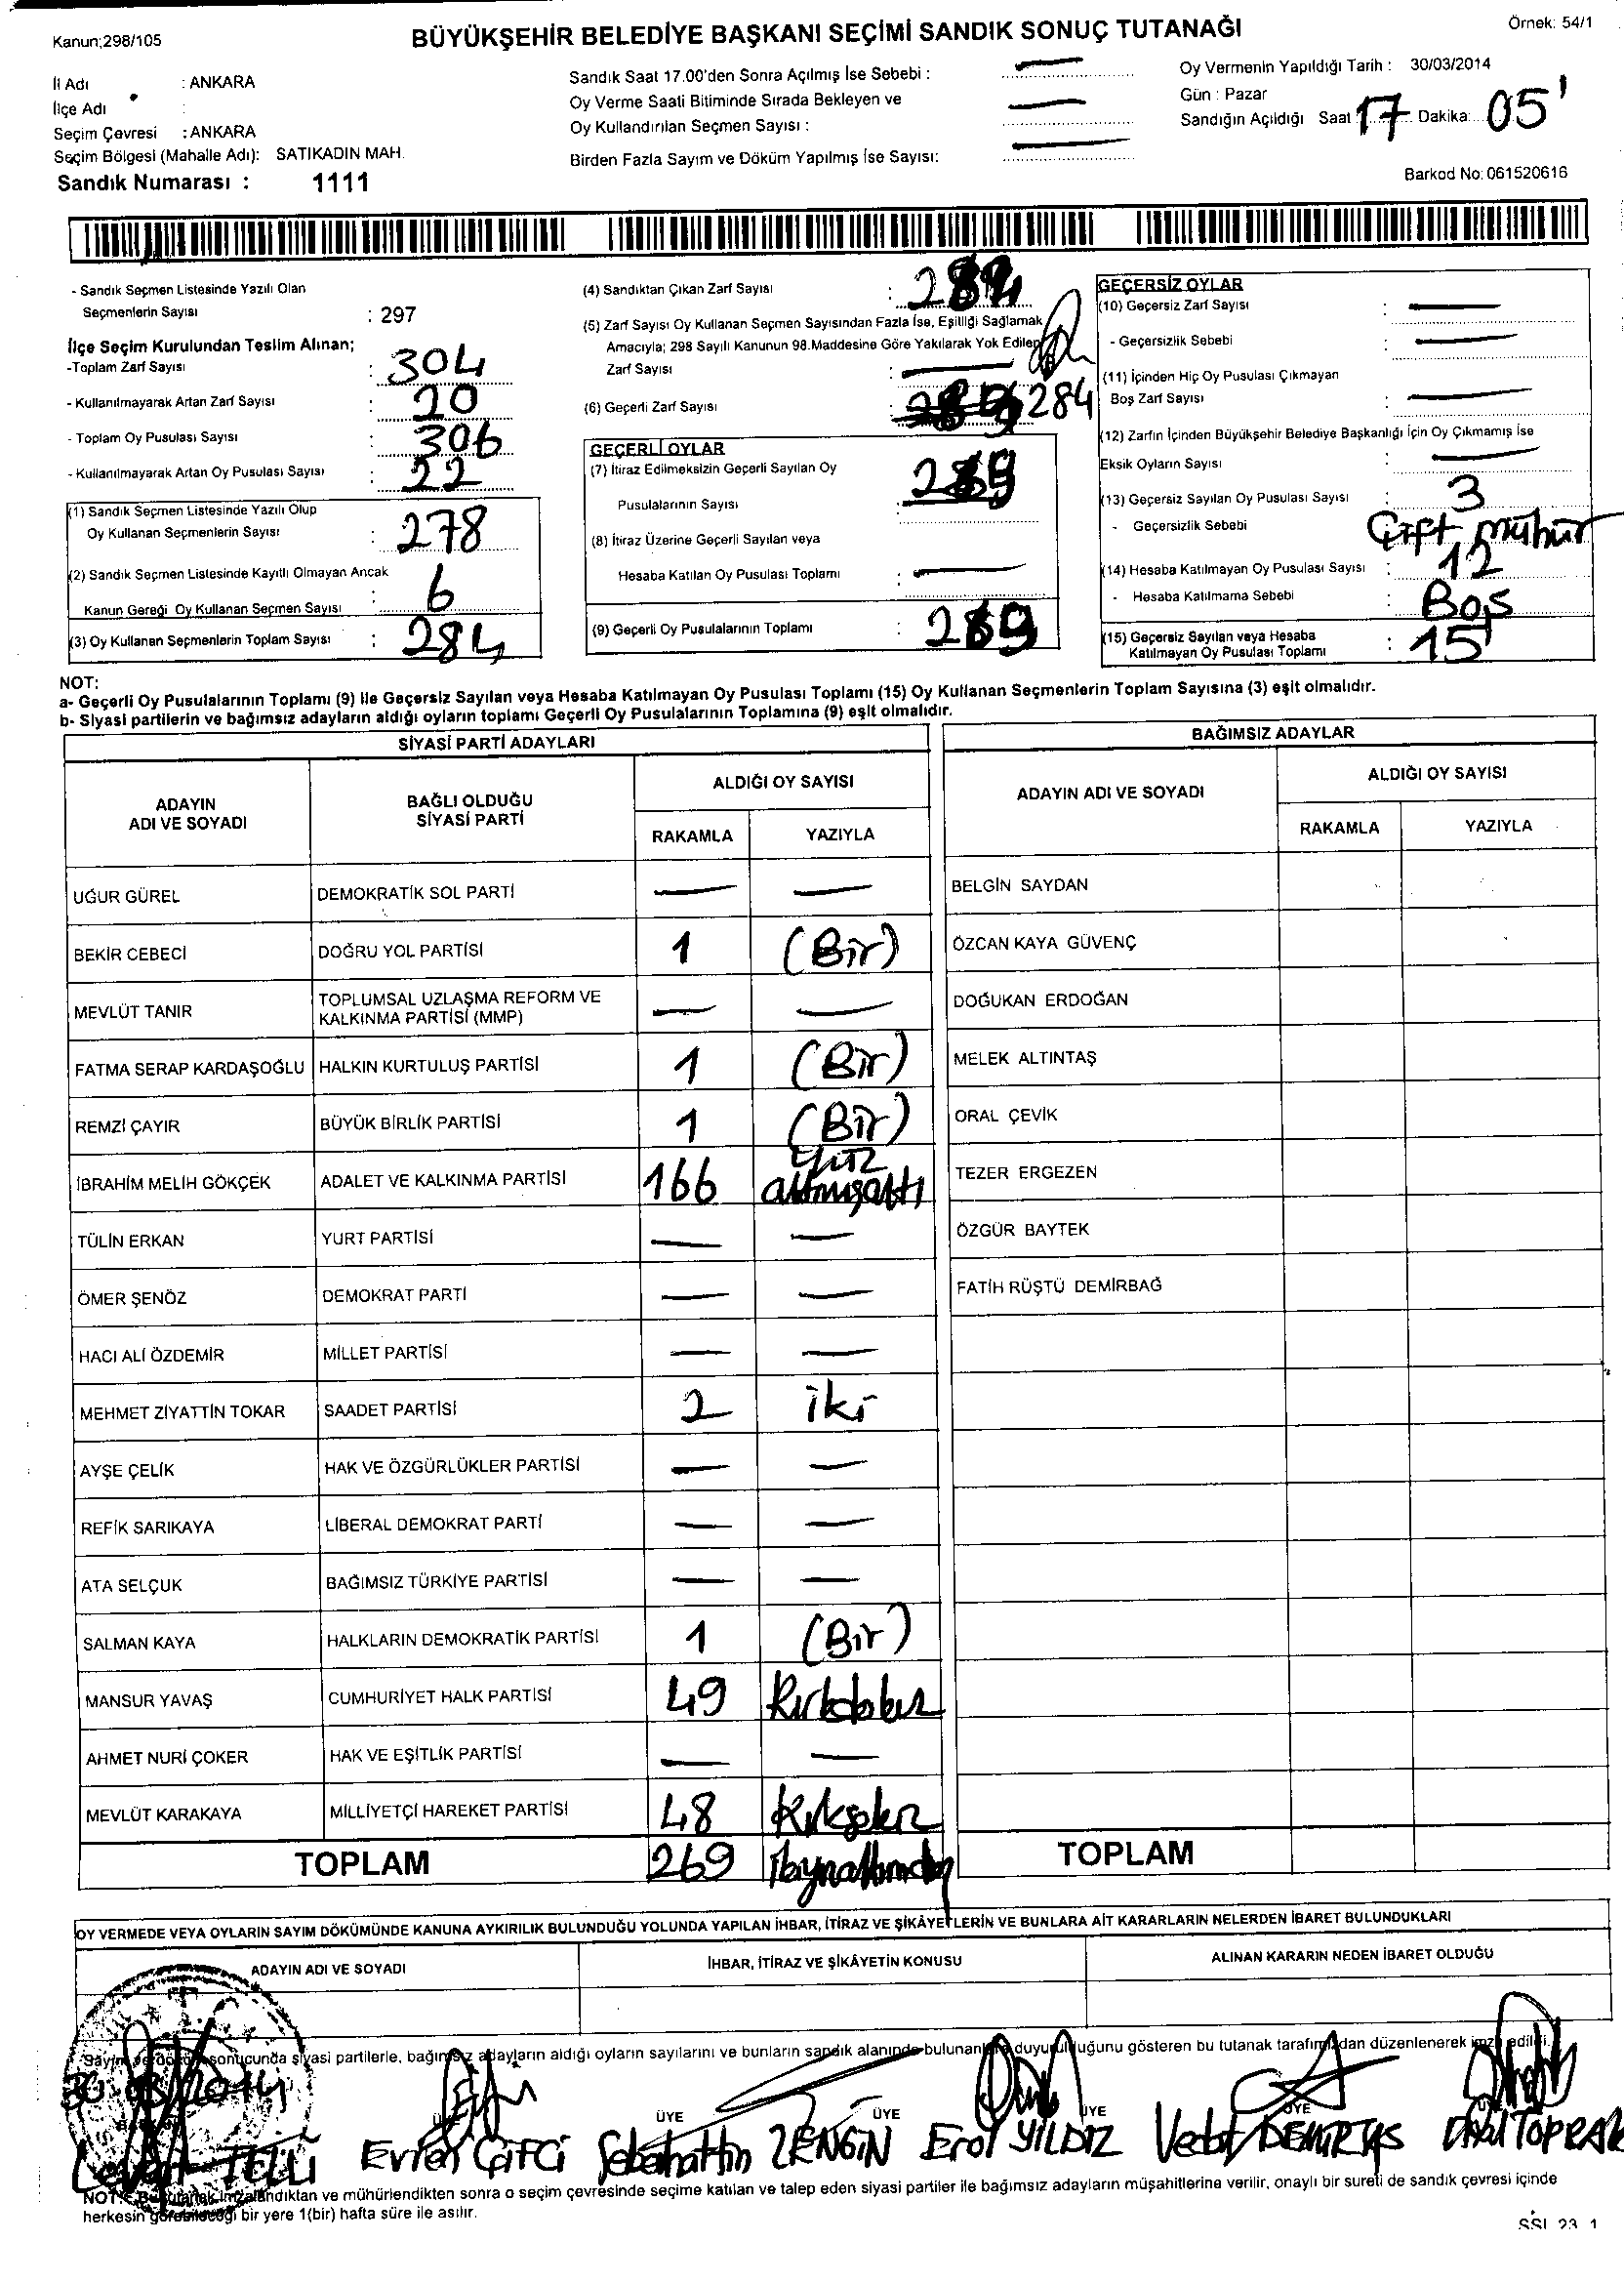 Kanun;298/105
BÜYÜKŞEHİR BELEDİYE BAŞKANI SEÇİMİ SANDIK SONUÇ TUTANAĞI
Örnek: 54/1
İl Adı : ANKARA
İlçe Adı :
Seçim Çevresi : ANKARA
Seçim Bölgesi (Mahalle Adı): SATIKADIN MAH.
Sandık Numarası : 1111
Sandık Saat 17.00'den Sonra Açılmış İse Sebebi : —
Oy Verme Saati Bitiminde Sırada Bekleyen ve —
Oy Kullandırılan Seçmen Sayısı :
Birden Fazla Sayım ve Döküm Yapılmış İse Sayısı: —
Oy Vermenin Yapıldığı Tarih : 30/03/2014
Gün : Pazar
Sandığın Açıldığı Saat 17 Dakika: 05'
Barkod No: 061520616
- Sandık Seçmen Listesinde Yazılı Olan
Seçmenlerin Sayısı : 297
İlçe Seçim Kurulundan Teslim Alınan;
-Toplam Zarf Sayısı : 304
- Kullanılmayarak Artan Zarf Sayısı : 20
- Toplam Oy Pusulası Sayısı : 306
- Kullanılmayarak Artan Oy Pusulası Sayısı : 22
(1) Sandık Seçmen Listesinde Yazılı Olup
Oy Kullanan Seçmenlerin Sayısı : 278
(2) Sandık Seçmen Listesinde Kayıtlı Olmayan Ancak
Kanun Gereği Oy Kullanan Seçmen Sayısı : 6
(3) Oy Kullanan Seçmenlerin Toplam Sayısı : 284
(4) Sandıktan Çıkan Zarf Sayısı : 284
(5) Zarf Sayısı Oy Kullanan Seçmen Sayısından Fazla İse, Eşitliği Sağlamak
Amacıyla; 298 Sayılı Kanunun 98.Maddesine Göre Yakılarak Yok Edilen
Zarf Sayısı : —
(6) Geçerli Zarf Sayısı : 284
GEÇERLİ OYLAR
(7) İtiraz Edilmeksizin Geçerli Sayılan Oy
Pusulalarının Sayısı : 269
(8) İtiraz Üzerine Geçerli Sayılan veya
Hesaba Katılan Oy Pusulası Toplamı : —
(9) Geçerli Oy Pusulalarının Toplamı : 269
GEÇERSİZ OYLAR
(10) Geçersiz Zarf Sayısı : —
- Geçersizlik Sebebi : —
(11) İçinden Hiç Oy Pusulası Çıkmayan
Boş Zarf Sayısı : —
(12) Zarfın İçinden Büyükşehir Belediye Başkanlığı İçin Oy Çıkmamış İse
Eksik Oyların Sayısı : —
(13) Geçersiz Sayılan Oy Pusulası Sayısı : 3
- Geçersizlik Sebebi Çift mühür
(14) Hesaba Katılmayan Oy Pusulası Sayısı : 12
- Hesaba Katılmama Sebebi : Boş
(15) Geçersiz Sayılan veya Hesaba
Katılmayan Oy Pusulası Toplamı : 15
NOT:
a- Geçerli Oy Pusulalarının Toplamı (9) ile Geçersiz Sayılan veya Hesaba Katılmayan Oy Pusulası Toplamı (15) Oy Kullanan Seçmenlerin Toplam Sayısına (3) eşit olmalıdır.
b- Siyasi partilerin ve bağımsız adayların aldığı oyların toplamı Geçerli Oy Pusulalarının Toplamına (9) eşit olmalıdır.
SİYASİ PARTİ ADAYLARI
ADAYIN ADI VE SOYADI
BAĞLI OLDUĞU SİYASİ PARTİ
ALDIĞI OY SAYISI
RAKAMLA YAZIYLA
UĞUR GÜREL DEMOKRATİK SOL PARTİ — —
BEKİR CEBECİ DOĞRU YOL PARTİSİ 1 (Bir)
MEVLÜT TANIR TOPLUMSAL UZLAŞMA REFORM VE KALKINMA PARTİSİ (MMP) — —
FATMA SERAP KARDAŞOĞLU HALKIN KURTULUŞ PARTİSİ 1 (Bir)
REMZİ ÇAYIR BÜYÜK BİRLİK PARTİSİ 1 (Bir)
İBRAHİM MELİH GÖKÇEK ADALET VE KALKINMA PARTİSİ 166 yüz altmışaltı
TÜLİN ERKAN YURT PARTİSİ — —
ÖMER ŞENÖZ DEMOKRAT PARTİ — —
HACI ALİ ÖZDEMİR MİLLET PARTİSİ — —
MEHMET ZİYATTİN TOKAR SAADET PARTİSİ 2 iki
AYŞE ÇELİK HAK VE ÖZGÜRLÜKLER PARTİSİ — —
REFİK SARIKAYA LİBERAL DEMOKRAT PARTİ — —
ATA SELÇUK BAĞIMSIZ TÜRKİYE PARTİSİ — —
SALMAN KAYA HALKLARIN DEMOKRATİK PARTİSİ 1 (Bir)
MANSUR YAVAŞ CUMHURİYET HALK PARTİSİ 49 Kırkdokuz
AHMET NURİ ÇOKER HAK VE EŞİTLİK PARTİSİ — —
MEVLÜT KARAKAYA MİLLİYETÇİ HAREKET PARTİSİ 48 Kırksekiz
TOPLAM 269
BAĞIMSIZ ADAYLAR
ADAYIN ADI VE SOYADI
ALDIĞI OY SAYISI
RAKAMLA YAZIYLA
BELGİN SAYDAN
ÖZCAN KAYA GÜVENÇ
DOĞUKAN ERDOĞAN
MELEK ALTINTAŞ
ORAL ÇEVİK
TEZER ERGEZEN
ÖZGÜR BAYTEK
FATİH RÜŞTÜ DEMİRBAĞ
TOPLAM
OY VERMEDE VEYA OYLARIN SAYIM DÖKÜMÜNDE KANUNA AYKIRILIK BULUNDUĞU YOLUNDA YAPILAN İHBAR, İTİRAZ VE ŞİKÂYETLERİN VE BUNLARA AİT KARARLARIN NELERDEN İBARET BULUNDUKLARI
ADAYIN ADI VE SOYADI
İHBAR, İTİRAZ VE ŞİKÂYETİN KONUSU
ALINAN KARARIN NEDEN İBARET OLDUĞU
Sayım ve döküm sonucunda siyasi partilerle, bağımsız adayların aldığı oyların sayılarını ve bunların sandık alanında bulunanlara duyurulduğunu gösteren bu tutanak tarafımızdan düzenlenerek imza edildi.
30.03/2014
ÜYE ÜYE ÜYE ÜYE
Levent TELLİ Evren ÇİFCİ Sebahattin ZENGİN Erol YILDIZ Vedat DEMİRTAŞ TOPRAK
NOT: Bu tutanak imzalandıktan ve mühürlendikten sonra o seçim çevresinde seçime katılan ve talep eden siyasi partiler ile bağımsız adayların müşahitlerine verilir, onaylı bir sureti de sandık çevresi içinde
herkesin görebileceği bir yere 1(bir) hafta süre ile asılır.